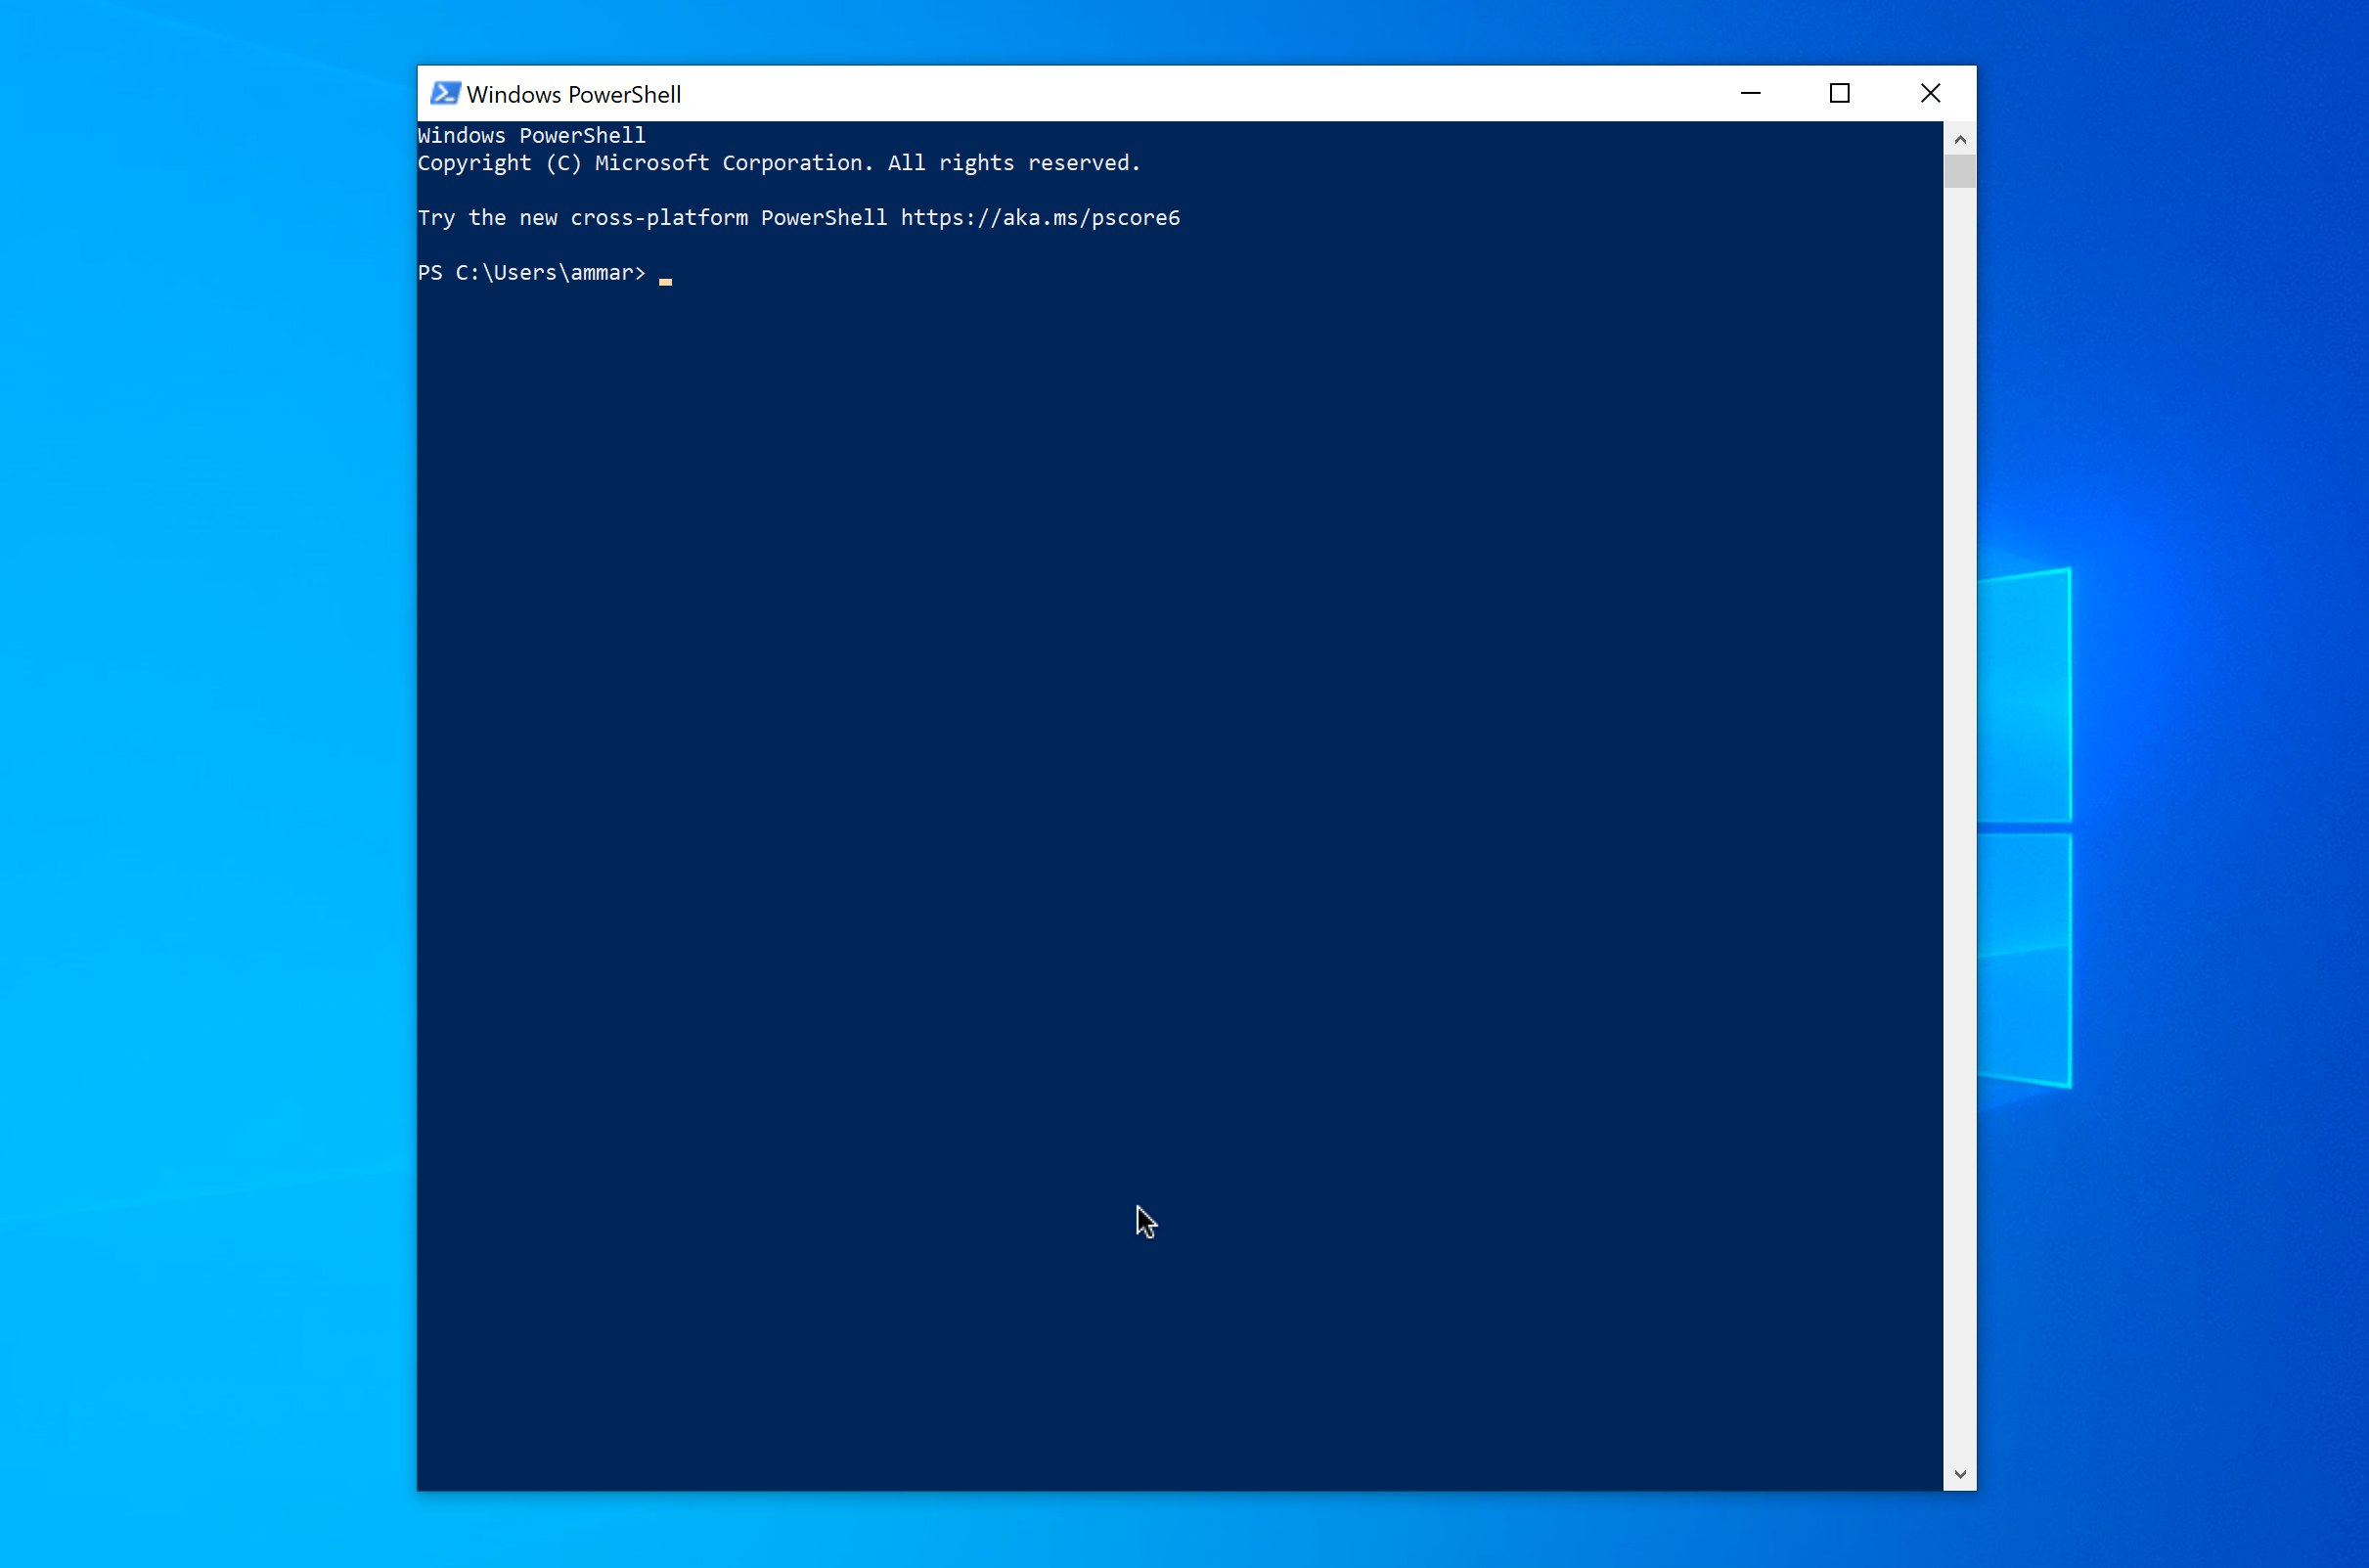 Windows PowerShell
Windows PowerShell
Copyright (C) Microsoft Corporation. All rights reserved.
Try the new cross-platform PowerShell https://aka.ms/pscore6
PS C:\Users\ammar>